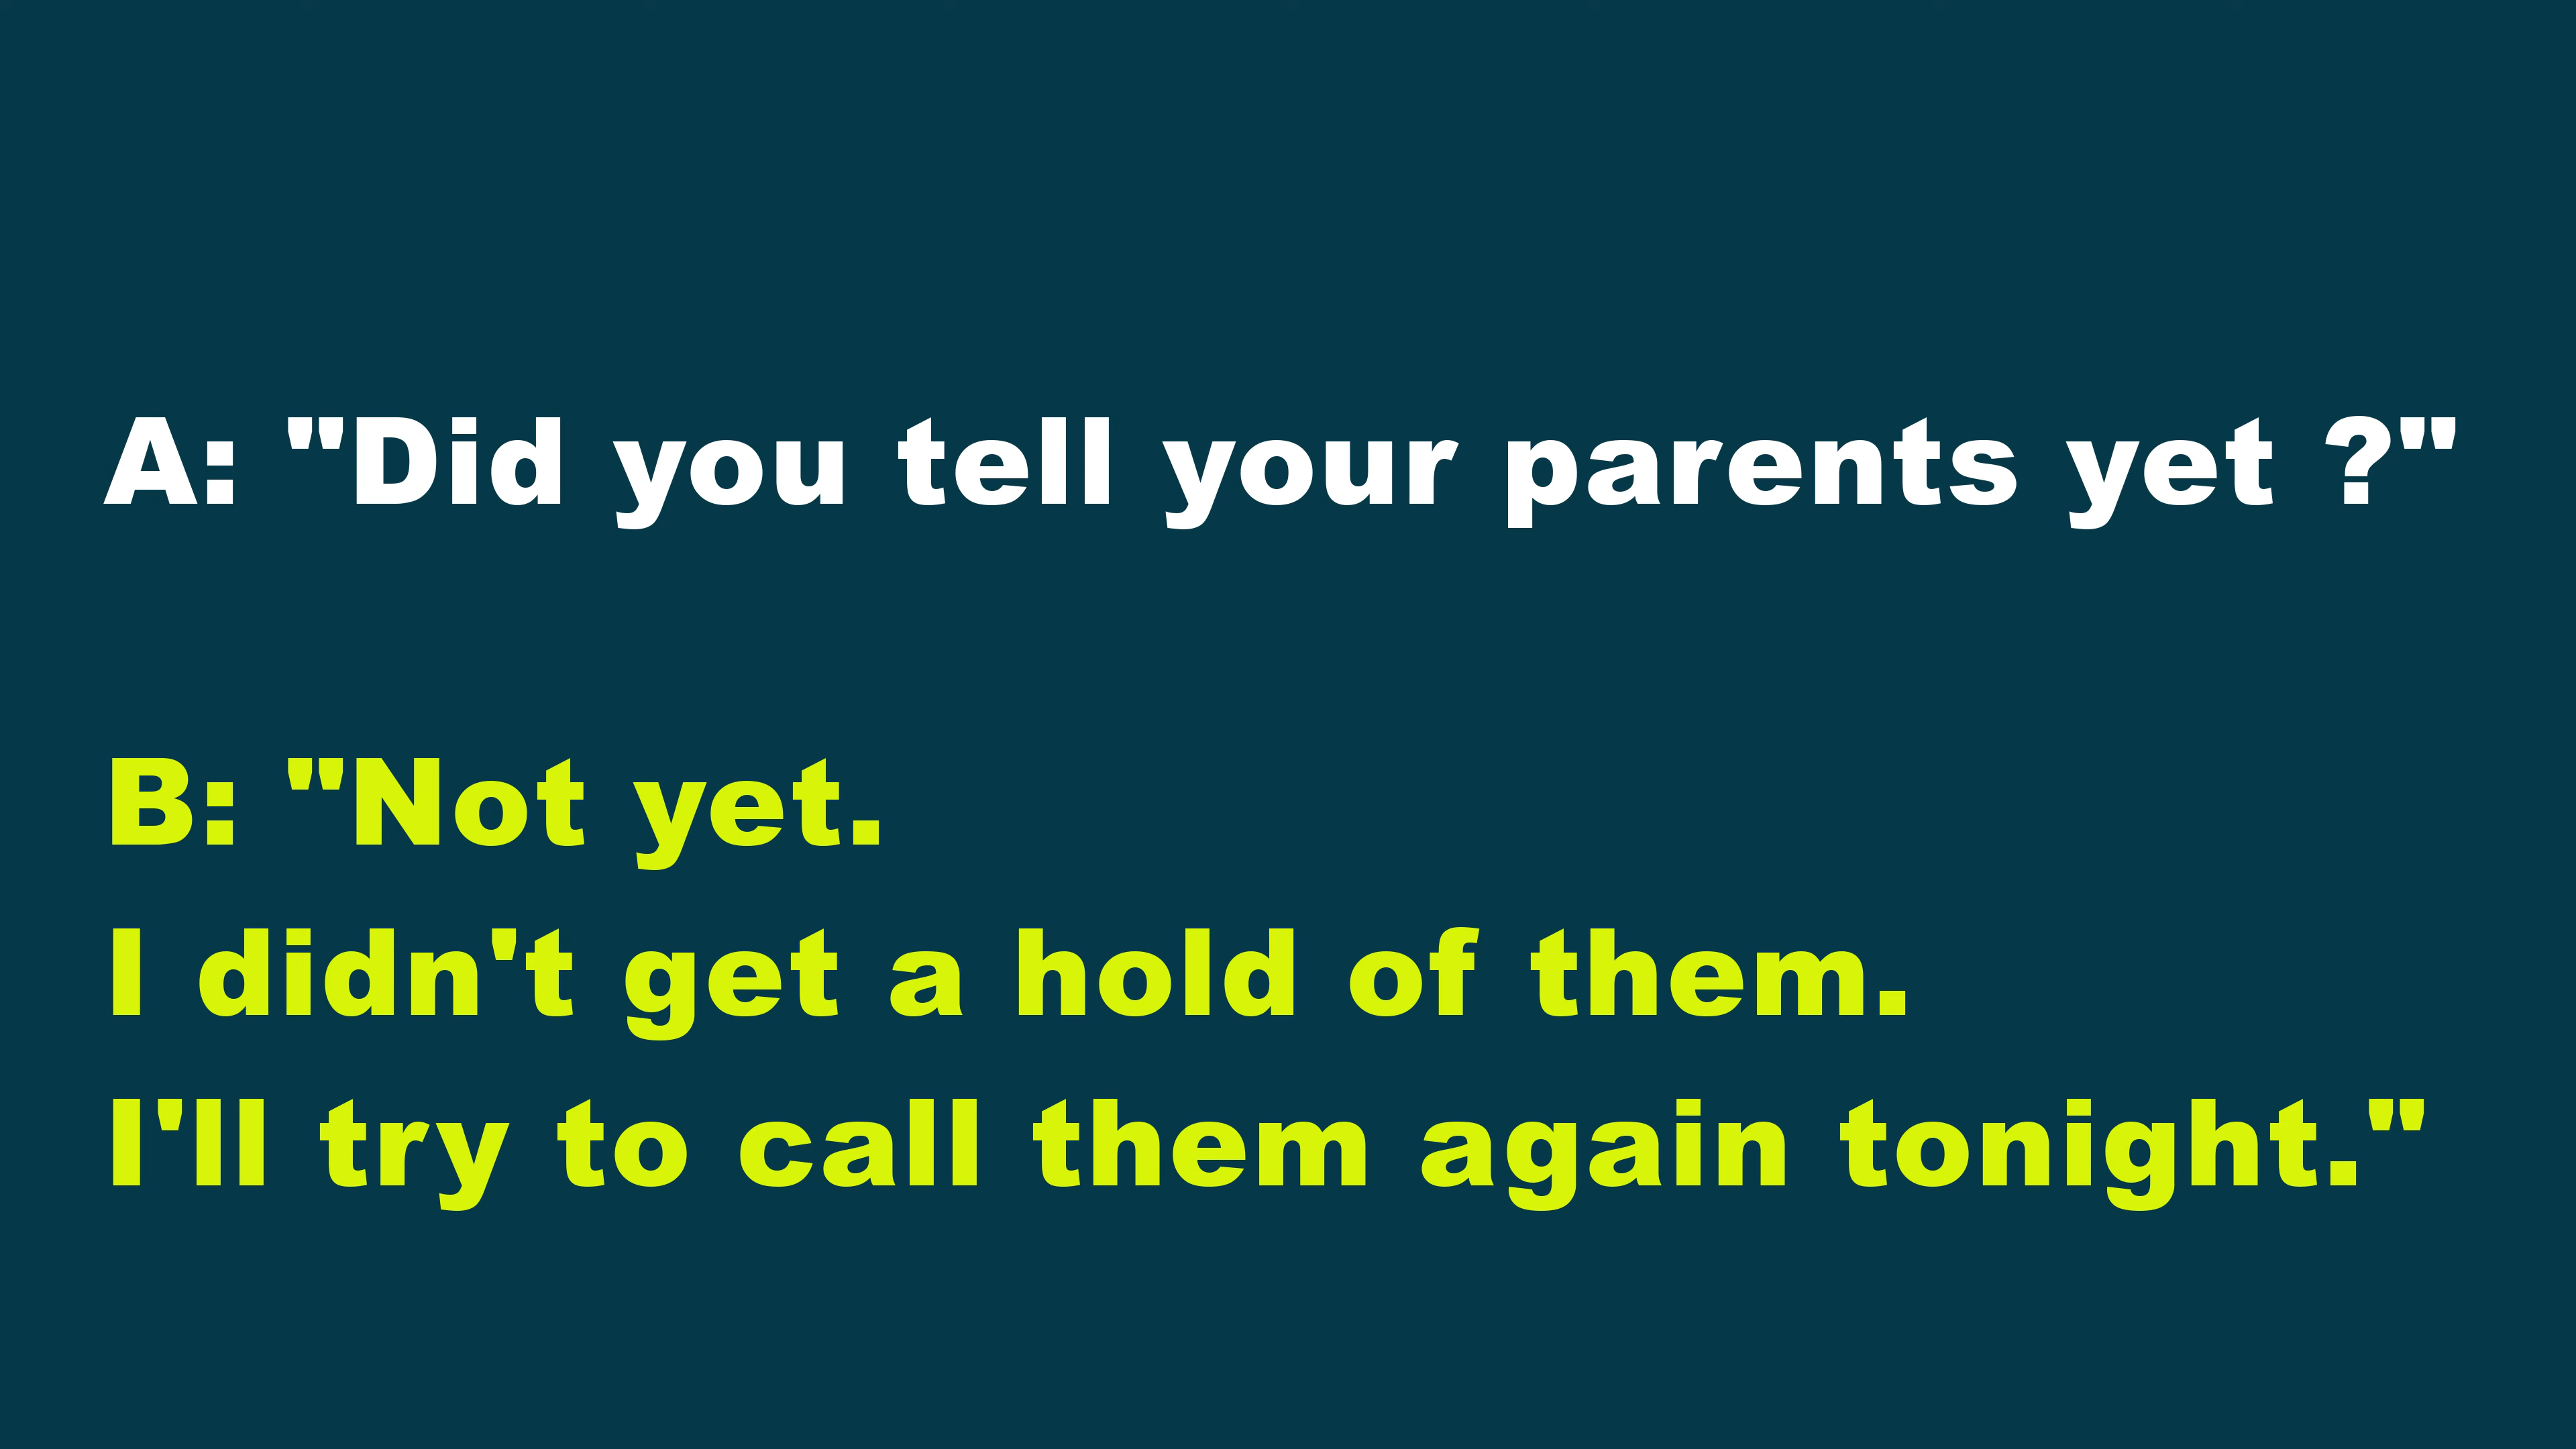 A: "Did you tell your parents yet ?"
B: "Not yet.
I didn't get a hold of them.
I'll try to call them again tonight."